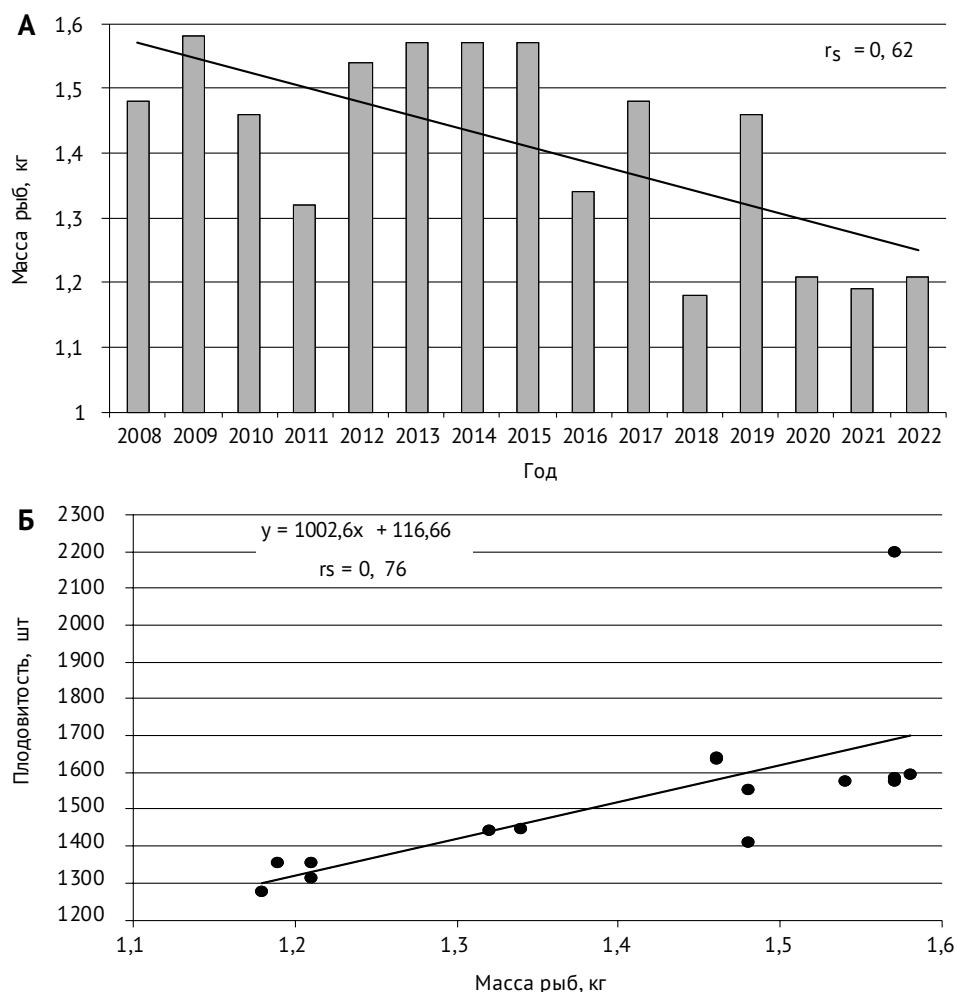 А
1,6
1,5
1,4
1,3
1,2
1,1
1
Масса рыб, кг
rs = 0, 62
2008 2009 2010 2011 2012 2013 2014 2015 2016 2017 2018 2019 2020 2021 2022
Год
Б
2300
2200
2100
2000
1900
1800
1700
1600
1500
1400
1300
1200
Плодовитость, шт
y = 1002,6x + 116,66
rs = 0, 76
1,1 1,2 1,3 1,4 1,5 1,6
Масса рыб, кг